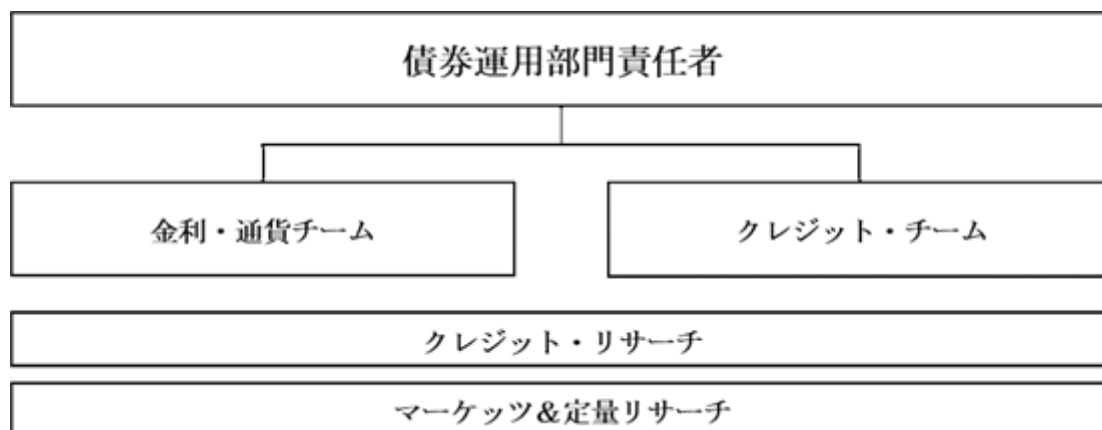 債券運用部門責任者
金利・通貨チーム
クレジット・チーム
クレジット・リサーチ
マーケッツ&定量リサーチ